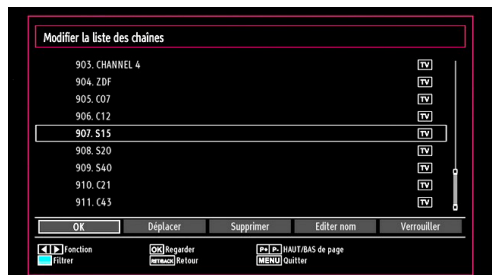 Modifier la liste des chaînes
903. CHANNEL 4 TV
904. ZDF TV
905. C07 TV
906. C12 TV
907. S15 TV
908. S20 TV
909. S40 TV
910. C21 TV
911. C43 TV
OK Déplacer Supprimer Editer nom Verrouiller
Fonction OK Regarder P+ P- HAUT/BAS de page
Filtrer RET/BACK Retour MENU Quitter